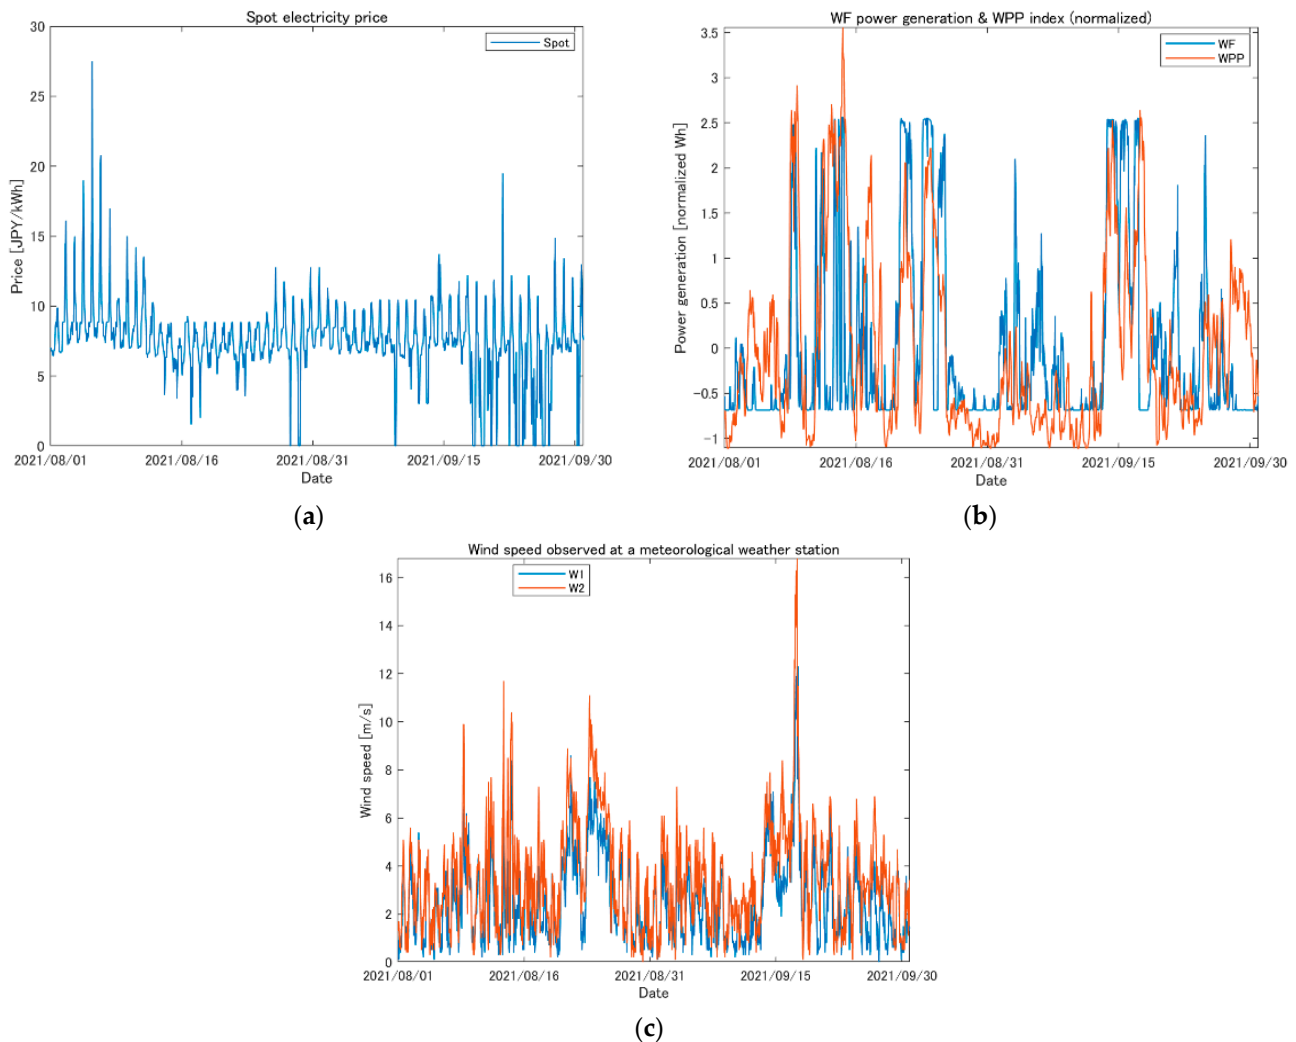 Spot electricity price
30
25
20
15
10
5
0
Price [JPY/kWh]
Spot
2021/08/01 2021/08/16 2021/08/31 2021/09/15 2021/09/30
Date
(a)
WF power generation & WPP index (normalized)
3.5
3
2.5
2
1.5
1
0.5
0
-0.5
-1
Power generation [normalized Wh]
WF
WPP
2021/08/01 2021/08/16 2021/08/31 2021/09/15 2021/09/30
Date
(b)
Wind speed observed at a meteorological weather station
16
14
12
10
8
6
4
2
0
Wind speed [m/s]
W1
W2
2021/08/01 2021/08/16 2021/08/31 2021/09/15 2021/09/30
Date
(c)